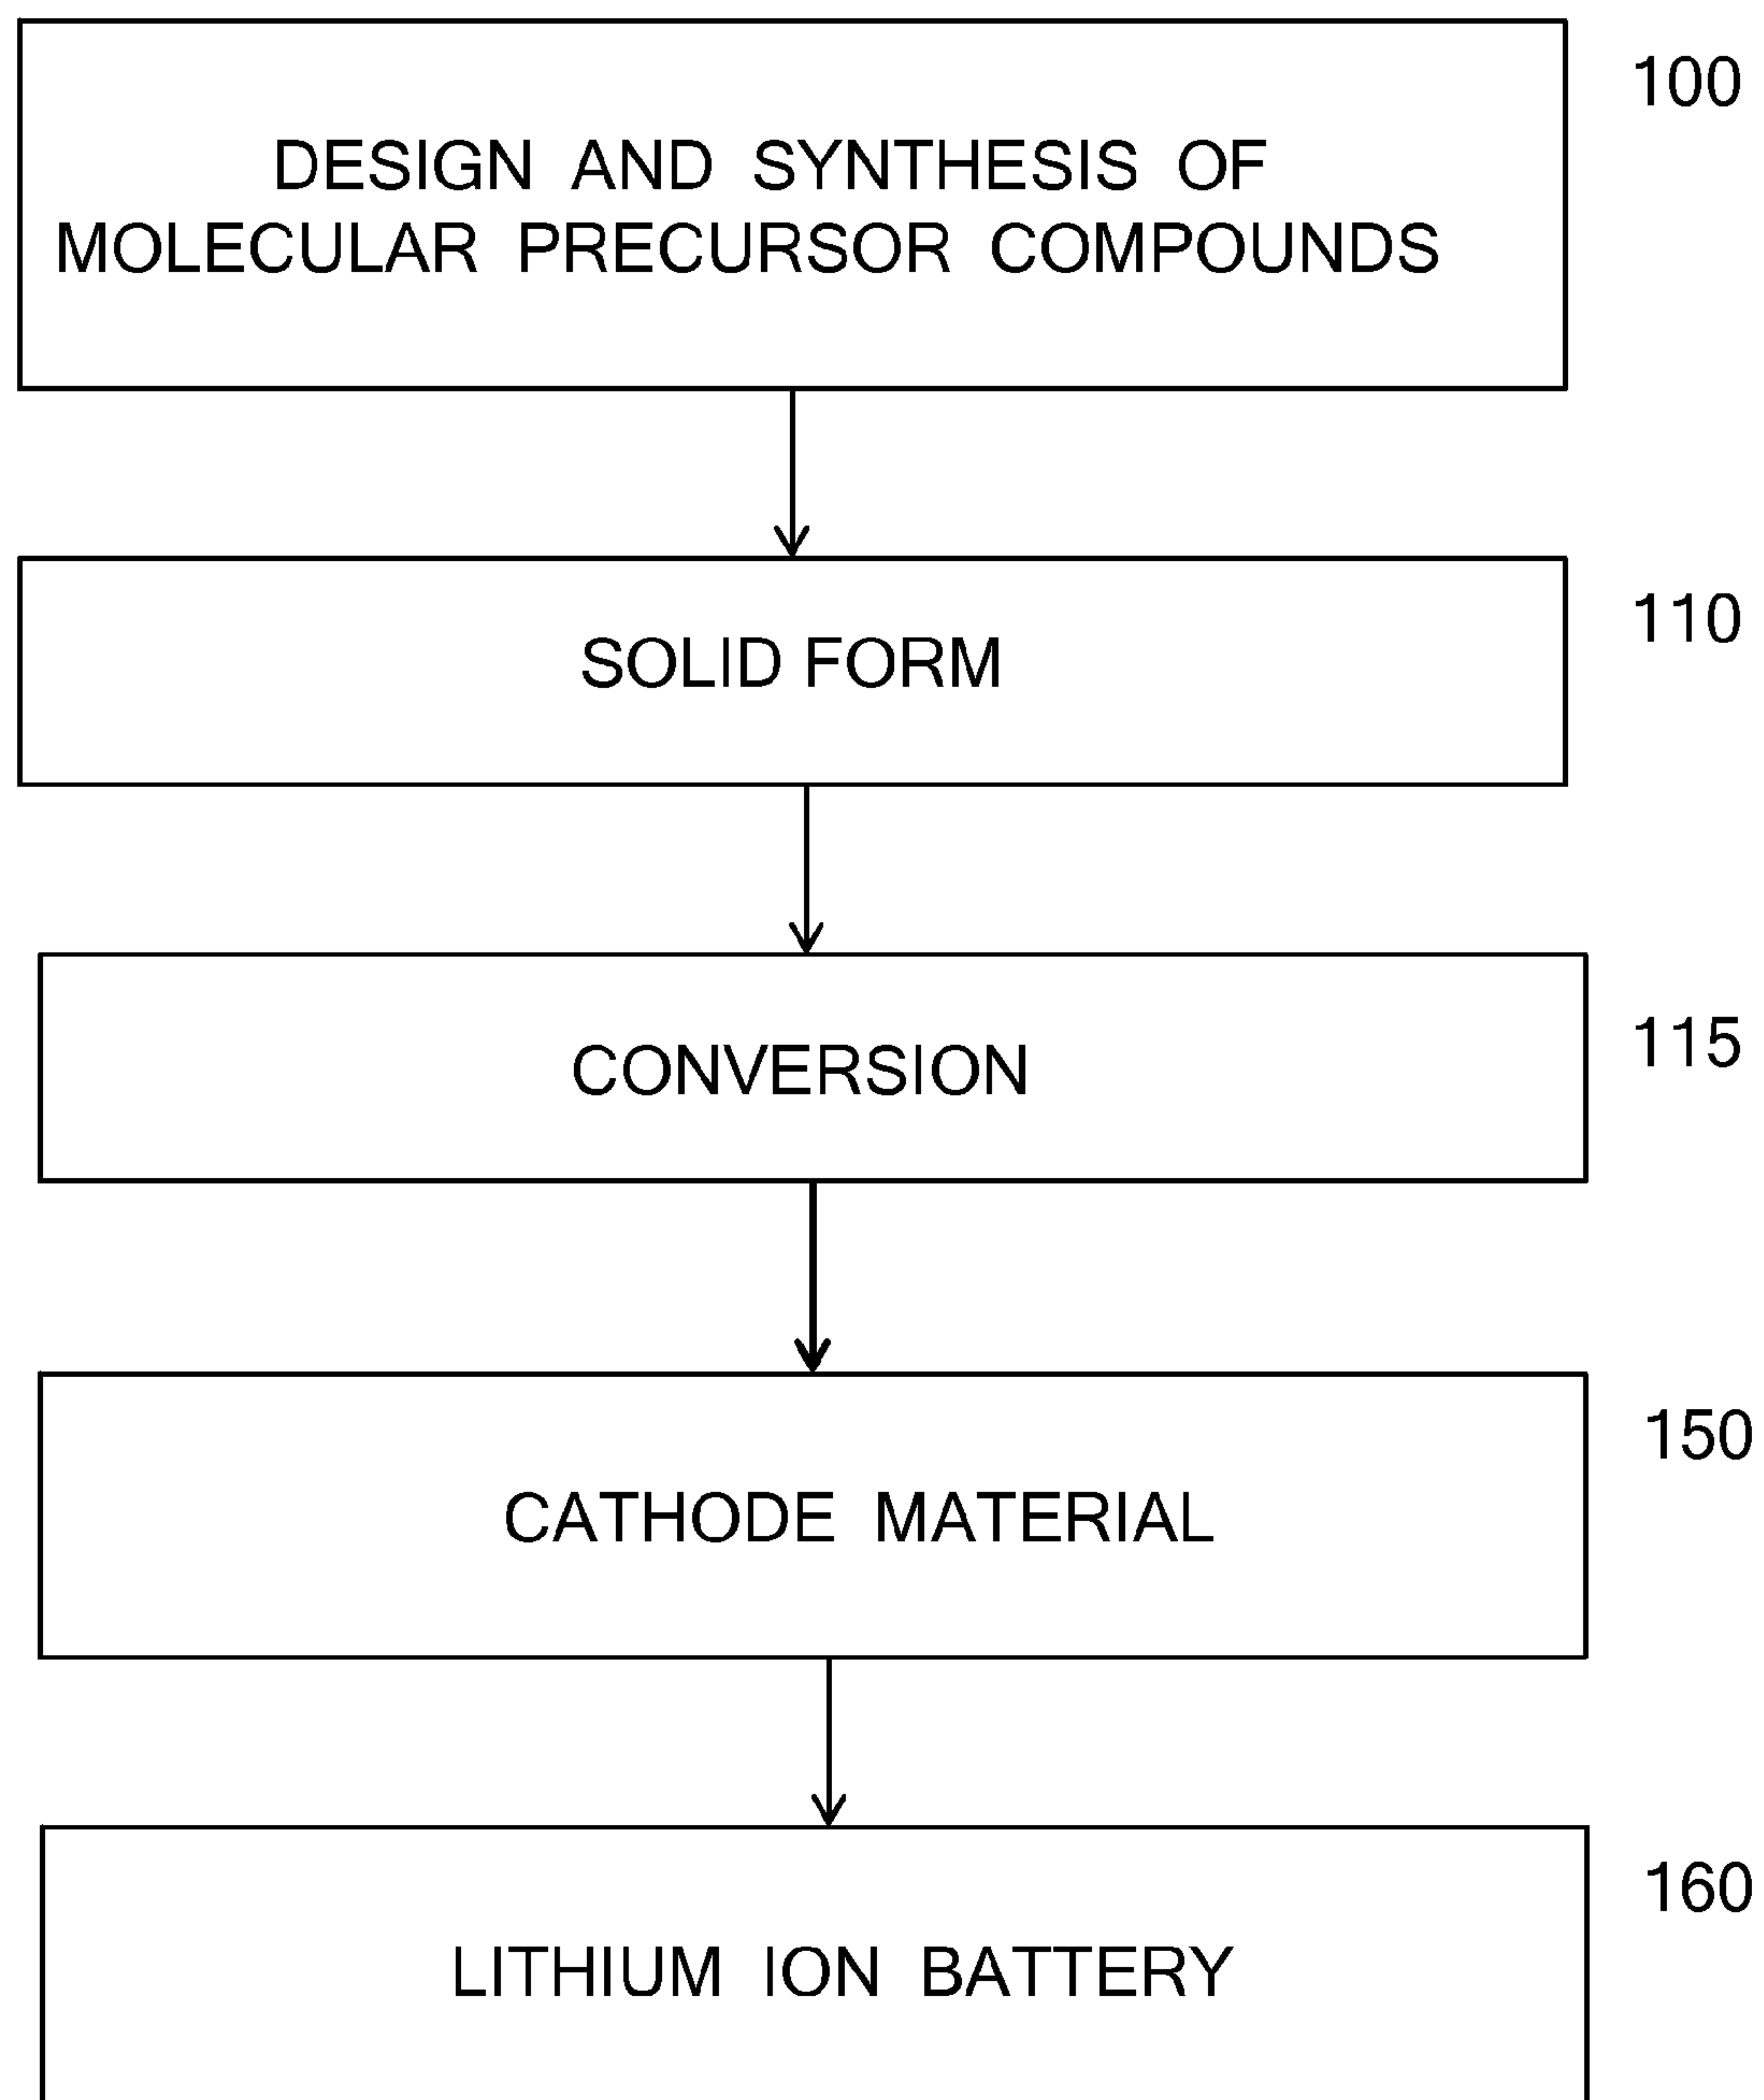 100
DESIGN AND SYNTHESIS OF
MOLECULAR PRECURSOR COMPOUNDS
110
SOLID FORM
115
CONVERSION
150
CATHODE MATERIAL
160
LITHIUM ION BATTERY